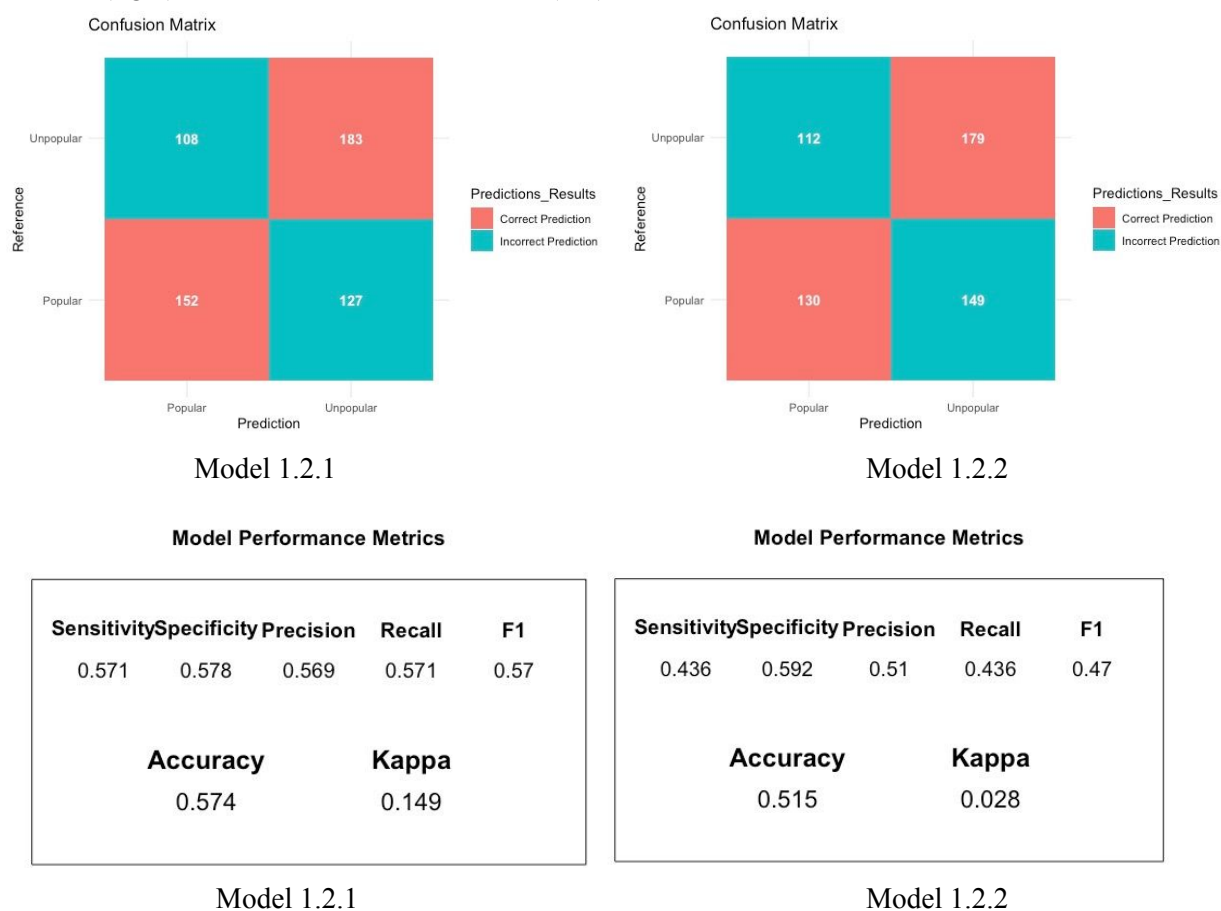 Confusion Matrix
Unpopular
108
183
Reference
Popular
152
127
Popular
Unpopular
Prediction
Predictions_Results
Correct Prediction
Incorrect Prediction
Model 1.2.1
Confusion Matrix
Unpopular
112
179
Reference
Popular
130
149
Popular
Unpopular
Prediction
Predictions_Results
Correct Prediction
Incorrect Prediction
Model 1.2.2
Model Performance Metrics
Sensitivity Specificity Precision Recall F1
0.571 0.578 0.569 0.571 0.57
Accuracy Kappa
0.574 0.149
Model 1.2.1
Model Performance Metrics
Sensitivity Specificity Precision Recall F1
0.436 0.592 0.51 0.436 0.47
Accuracy Kappa
0.515 0.028
Model 1.2.2